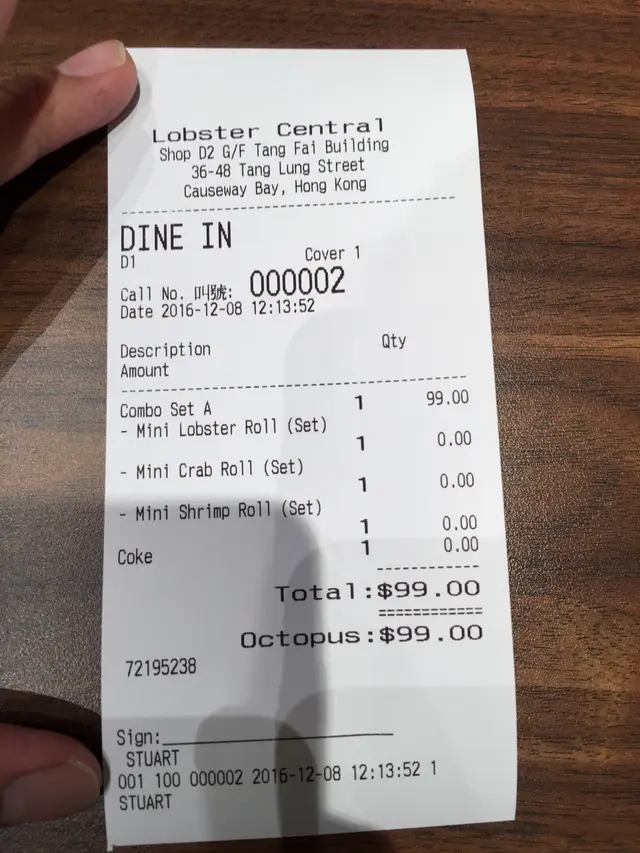 Lobster Central
Shop D2 G/F Tang Fai Building
36-48 Tang Lung Street
Causeway Bay, Hong Kong
DINE IN
D1 Cover 1
Call No. 叫號: 000002
Date 2016-12-08 12:13:52
Description Qty
Amount
Combo Set A 1 99.00
- Mini Lobster Roll (Set)
1 0.00
- Mini Crab Roll (Set)
1 0.00
- Mini Shrimp Roll (Set)
1 0.00
Coke 1 0.00
Total:$99.00
Octopus:$99.00
72195238
Sign:
STUART
001 100 000002 2016-12-08 12:13:52 1
STUART